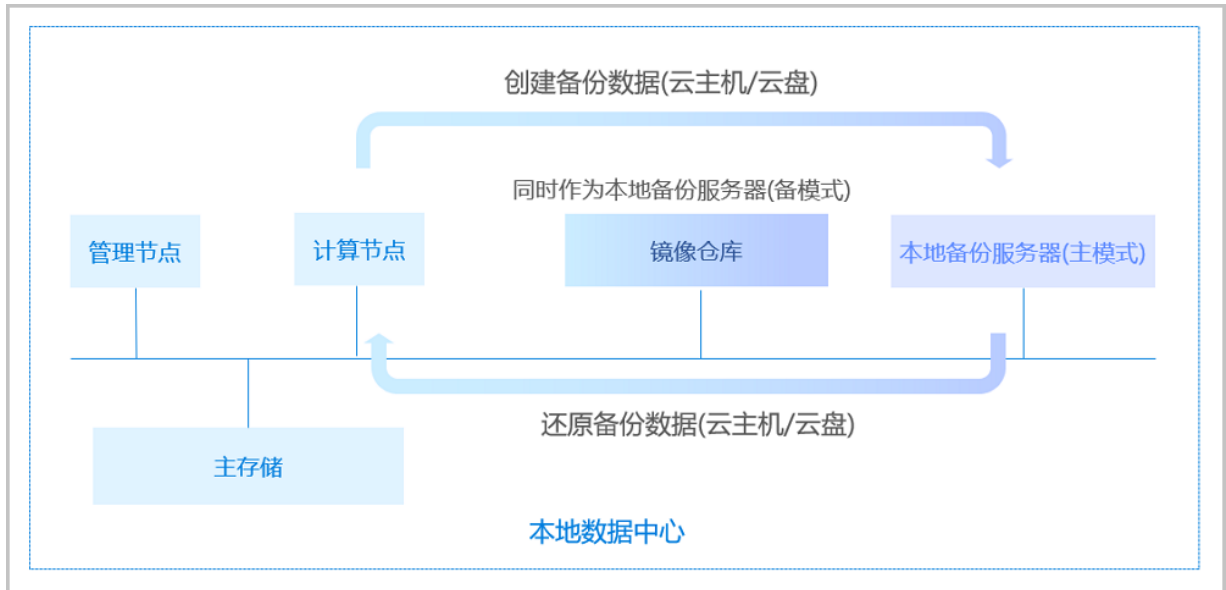 创建备份数据(云主机/云盘)
同时作为本地备份服务器(备模式)
管理节点
计算节点
镜像仓库
本地备份服务器(主模式)
还原备份数据(云主机/云盘)
主存储
本地数据中心